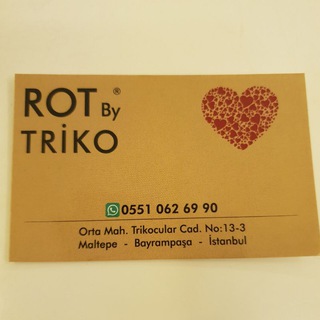 ROT By ®
TRİKO
0551 062 69 90
Orta Mah. Trikocular Cad. No:13-3
Maltepe - Bayrampaşa - İstanbul